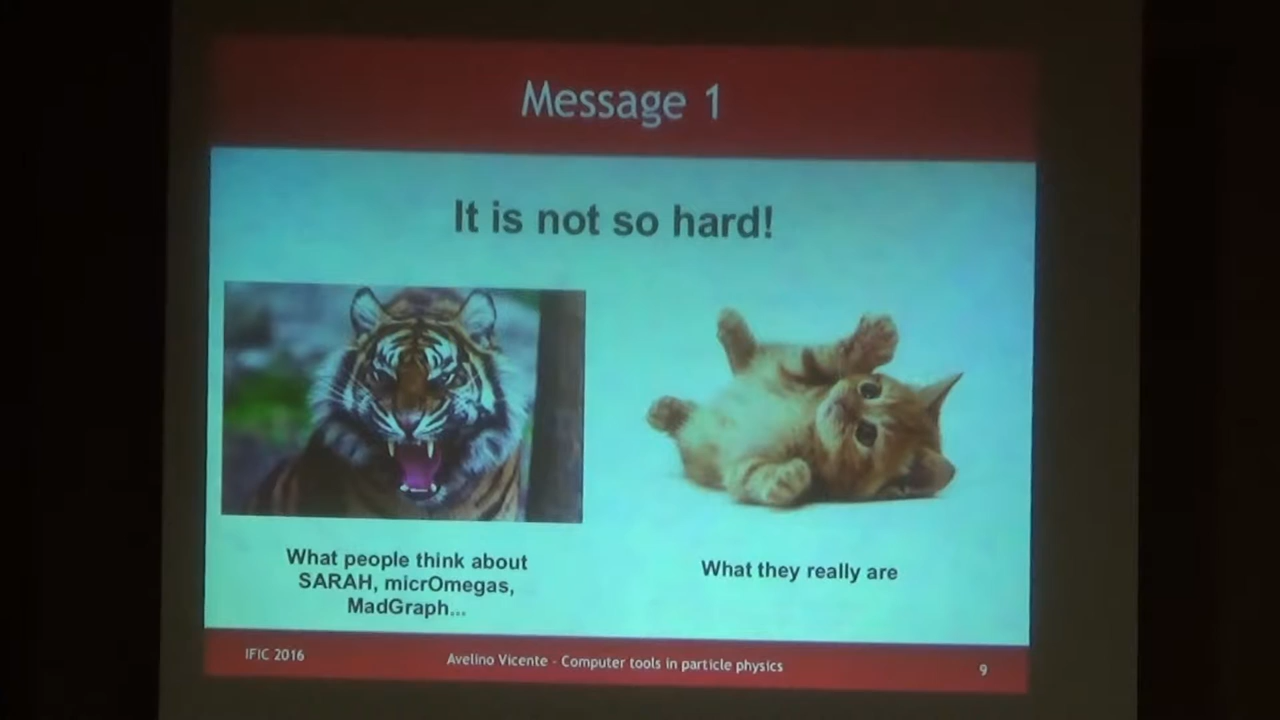 Message 1
It is not so hard!
What people think about
SARAH, micrOmegas,
MadGraph...
What they really are
IFIC 2016
Avelino Vicente - Computer tools in particle physics
9